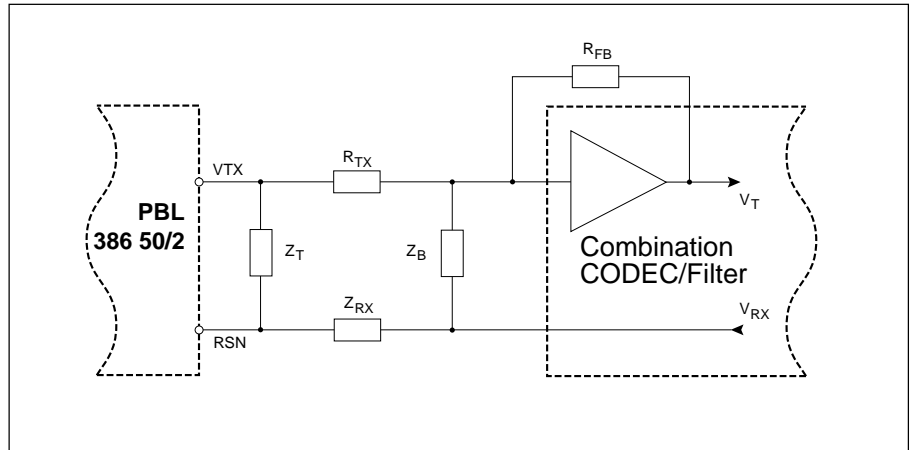 R_FB
R_TX
VTX
PBL
386 50/2
Z_T
Z_B
V_T
Combination
CODEC/Filter
Z_RX
V_RX
RSN